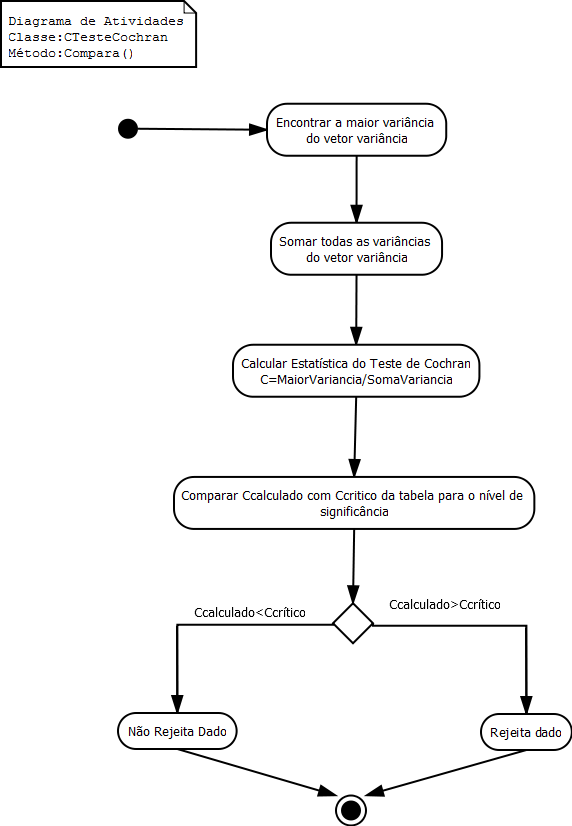 Diagrama de Atividades
Classe:CTesteCochran
Método:Compara()
Encontrar a maior variância
do vetor variância
Somar todas as variâncias
do vetor variância
Calcular Estatística do Teste de Cochran
C=MaiorVariancia/SomaVariancia
Comparar Ccalculado com Ccritico da tabela para o nível de
significância
Ccalculado<Ccrítico
Ccalculado>Ccrítico
Não Rejeita Dado
Rejeita dado